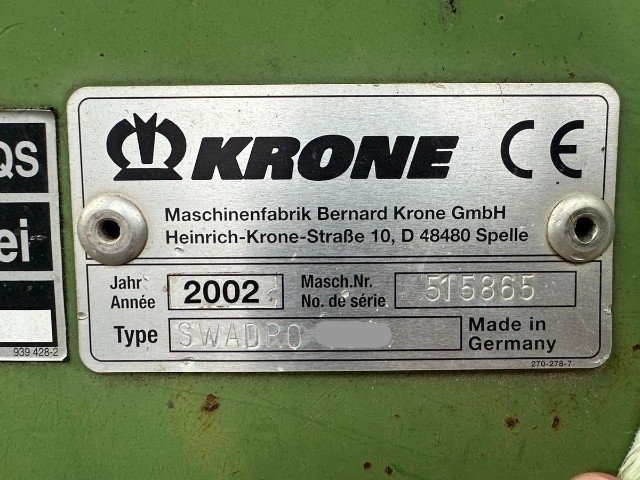 KRONE CE
Maschinenfabrik Bernard Krone GmbH
Heinrich-Krone-Straße 10, D 48480 Spelle
Jahr
Année
2002
Masch.Nr.
No. de série
515865
Type SWADRO
Made in
Germany
270-278-7
QS
ei
939 428-2